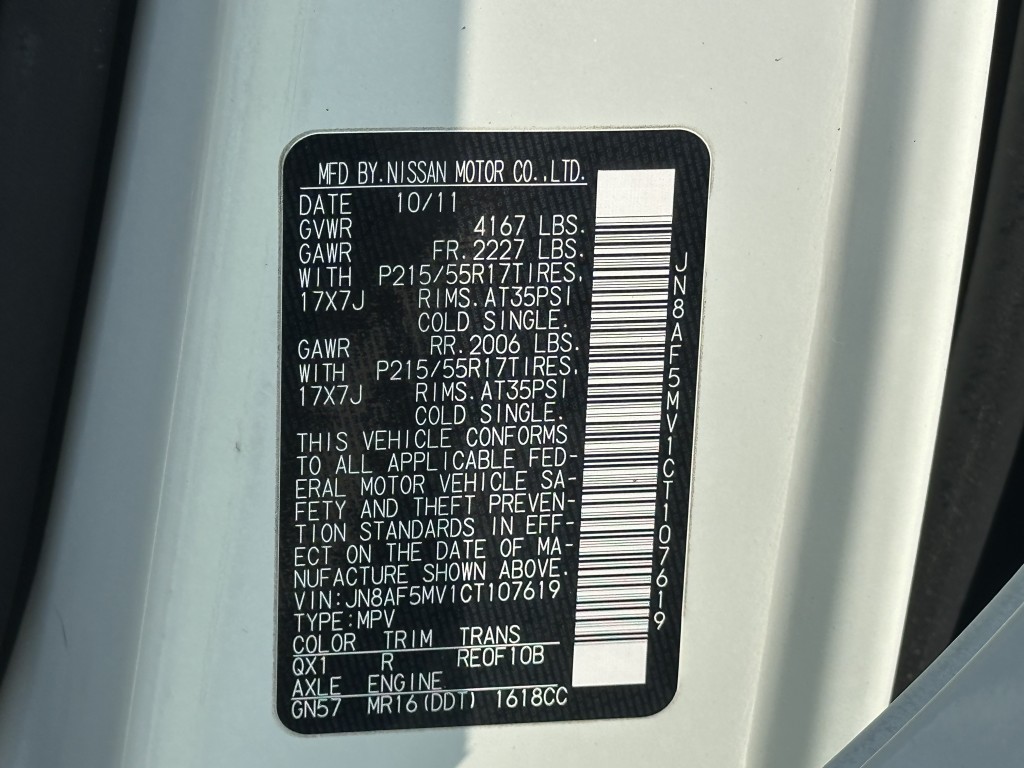 MFD BY.NISSAN MOTOR CO.,LTD.
DATE 10/11
GVWR 4167 LBS.
GAWR FR.2227 LBS.
WITH P215/55R17TIRES,
17X7J RIMS.AT35PSI
COLD SINGLE.
GAWR RR.2006 LBS.
WITH P215/55R17TIRES,
17X7J RIMS.AT35PSI
COLD SINGLE.
THIS VEHICLE CONFORMS
TO ALL APPLICABLE FED-
ERAL MOTOR VEHICLE SA-
FETY AND THEFT PREVEN-
TION STANDARDS IN EFF-
ECT ON THE DATE OF MA-
NUFACTURE SHOWN ABOVE.
VIN:JN8AF5MV1CT107619
TYPE:MPV
COLOR TRIM TRANS
QX1 R RE0F10B
AXLE ENGINE
GN57 MR16(DDT) 1618CC
JN8AF5MV1CT107619